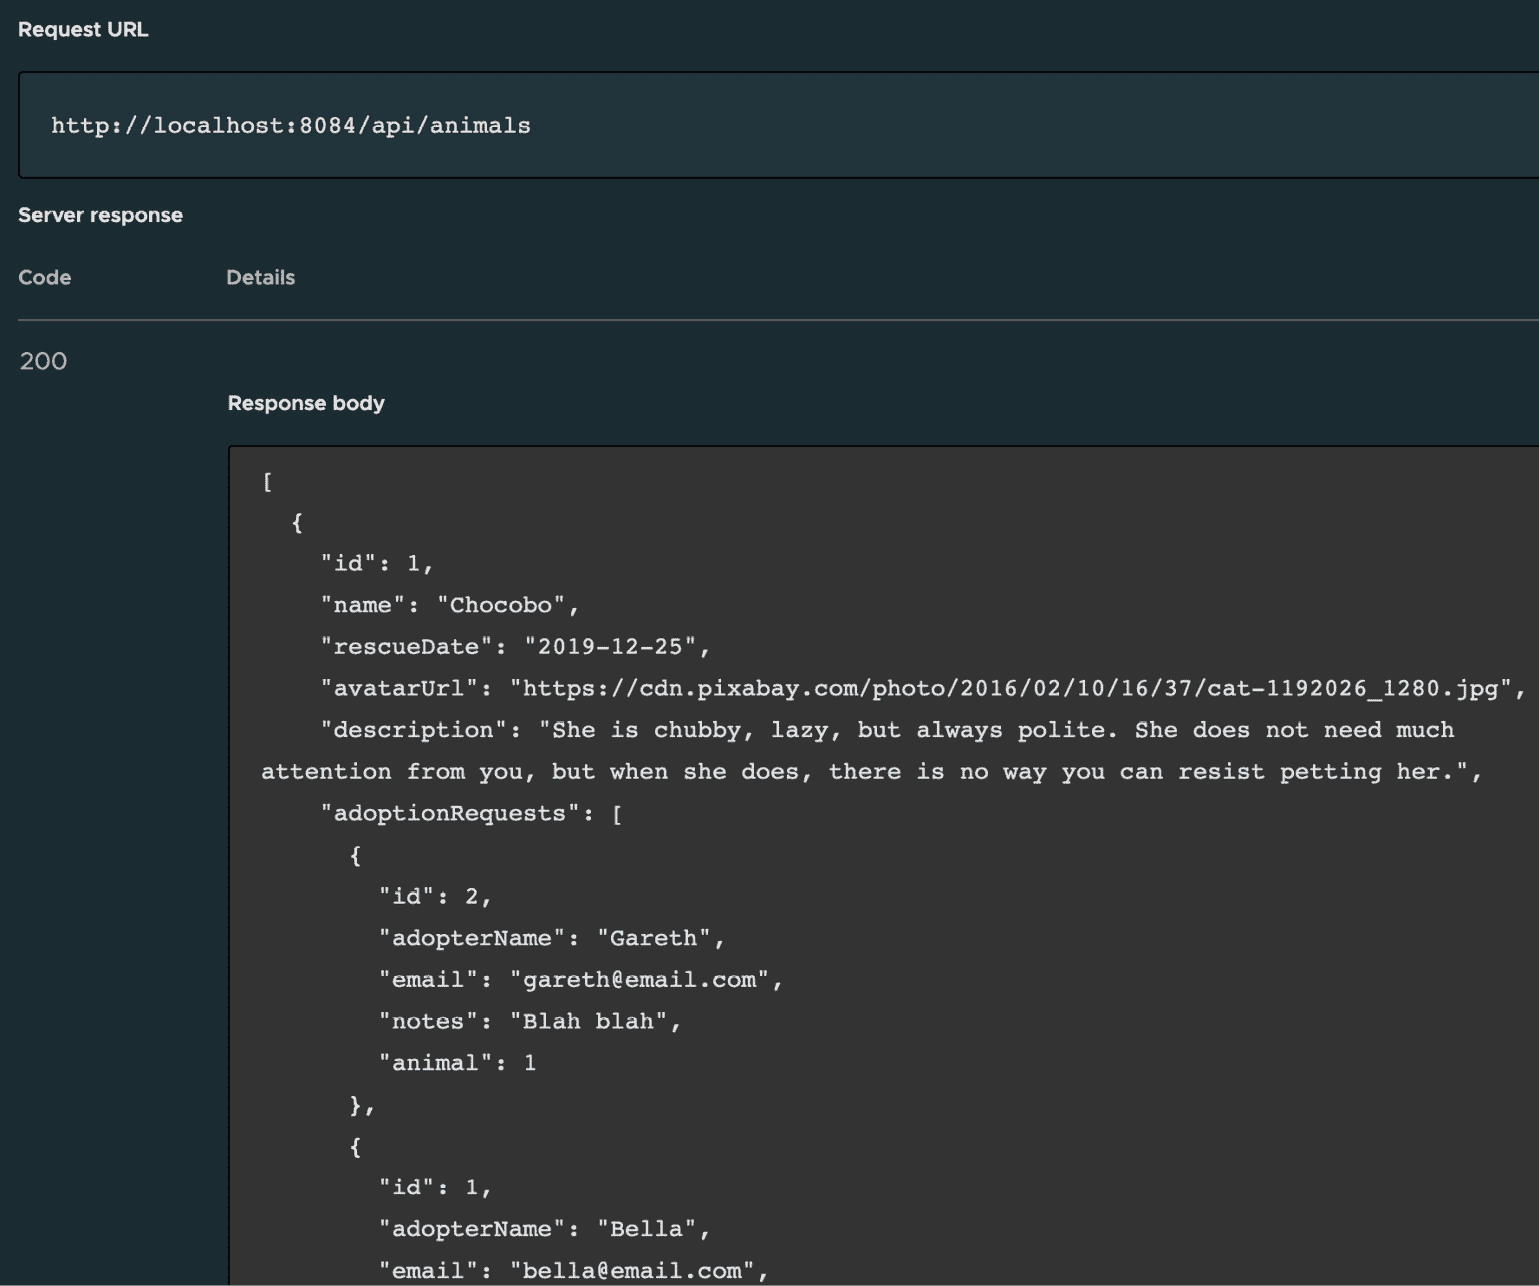 Request URL
http://localhost:8084/api/animals
Server response
Code Details
200
Response body
[
{
"id": 1,
"name": "Chocobo",
"rescueDate": "2019-12-25",
"avatarUrl": "https://cdn.pixabay.com/photo/2016/02/10/16/37/cat-1192026_1280.jpg",
"description": "She is chubby, lazy, but always polite. She does not need much
attention from you, but when she does, there is no way you can resist petting her.",
"adoptionRequests": [
{
"id": 2,
"adopterName": "Gareth",
"email": "gareth@email.com",
"notes": "Blah blah",
"animal": 1
},
{
"id": 1,
"adopterName": "Bella",
"email": "bella@email.com",